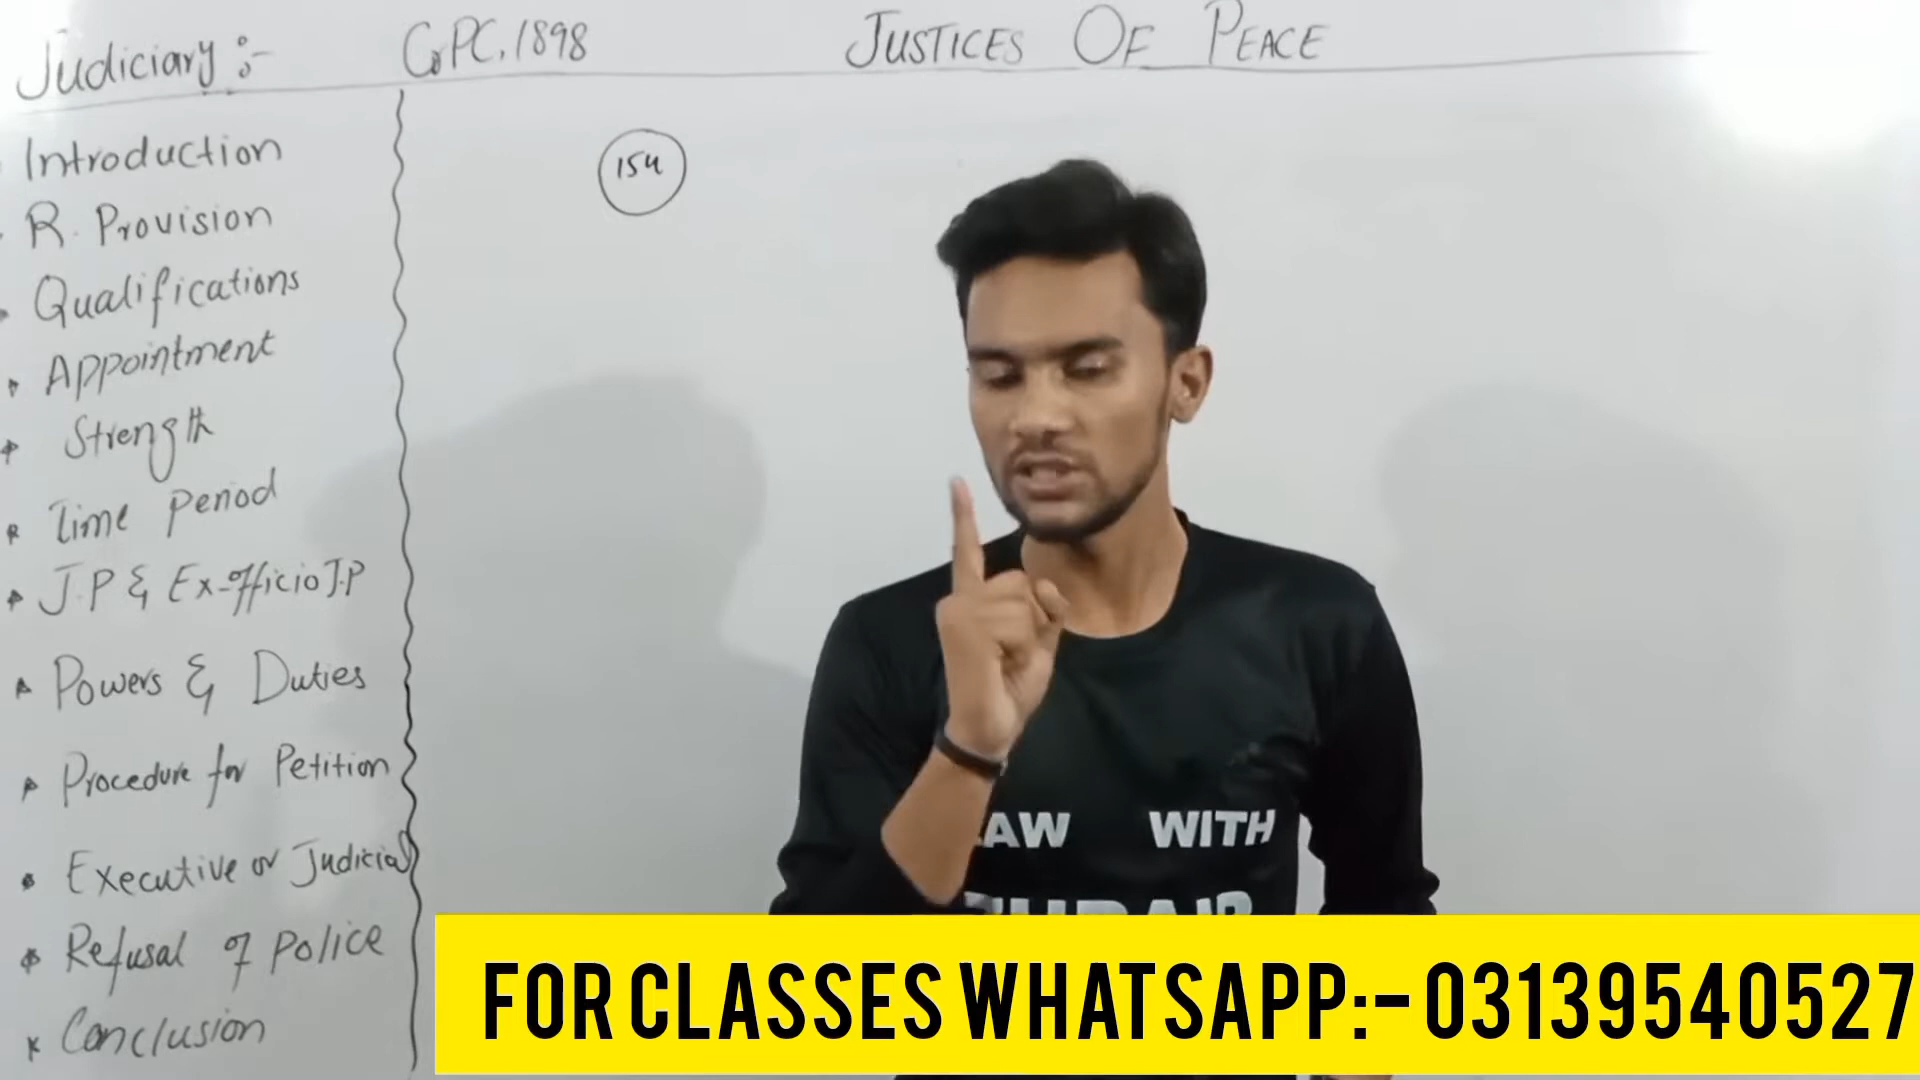 Judiciary :- CrPC, 1898 JUSTICES OF PEACE
Introduction
R. Provision
Qualifications
Appointment
Strength
Time Period
J.P & Ex-officio J.P
Powers & Duties
Procedure for Petition
Executive or Judicial
Refusal of police
Conclusion
154
LAW WITH
FOR CLASSES WHATSAPP:- 03139540527